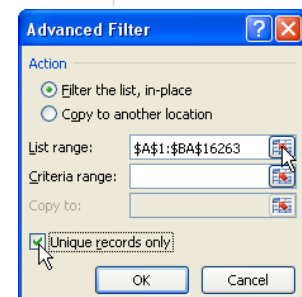 Advanced Filter
Action
Filter the list, in-place
Copy to another location
List range: $A$1:$BA$16263
Criteria range:
Copy to:
Unique records only
OK Cancel